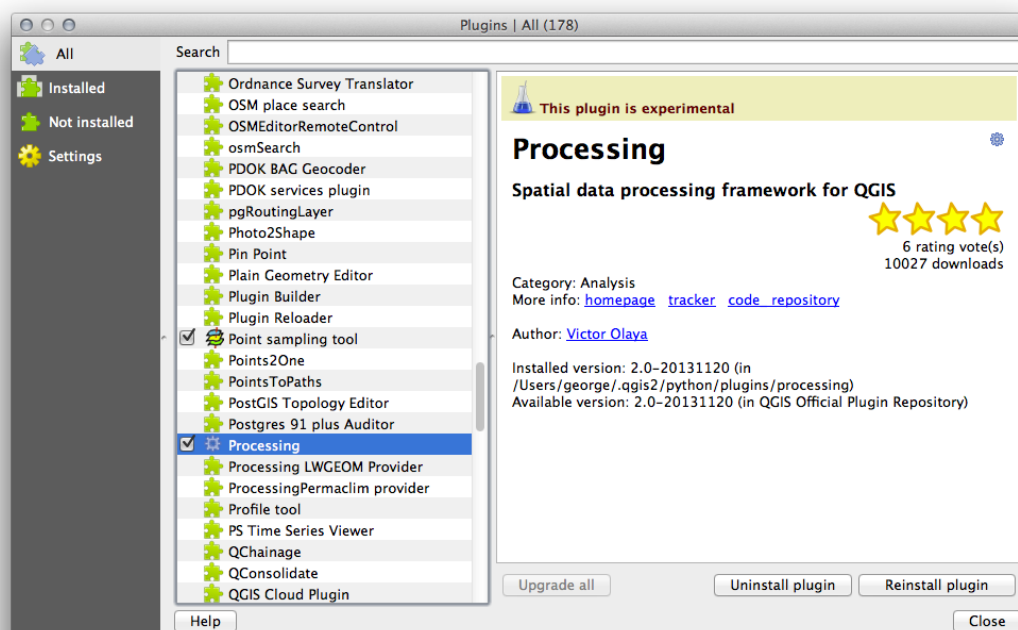 Plugins | All (178)
All
Installed
Not installed
Settings
Search
Ordnance Survey Translator
OSM place search
OSMEditorRemoteControl
osmSearch
PDOK BAG Geocoder
PDOK services plugin
pgRoutingLayer
Photo2Shape
Pin Point
Plain Geometry Editor
Plugin Builder
Plugin Reloader
Point sampling tool
Points2One
PointsToPaths
PostGIS Topology Editor
Postgres 91 plus Auditor
Processing
Processing LWGEOM Provider
ProcessingPermaclim provider
Profile tool
PS Time Series Viewer
QChainage
QConsolidate
QGIS Cloud Plugin
This plugin is experimental
Processing
Spatial data processing framework for QGIS
6 rating vote(s)
10027 downloads
Category: Analysis
More info: homepage tracker code_repository
Author: Victor Olaya
Installed version: 2.0-20131120 (in
/Users/george/.qgis2/python/plugins/processing)
Available version: 2.0-20131120 (in QGIS Official Plugin Repository)
Upgrade all
Uninstall plugin
Reinstall plugin
Help
Close